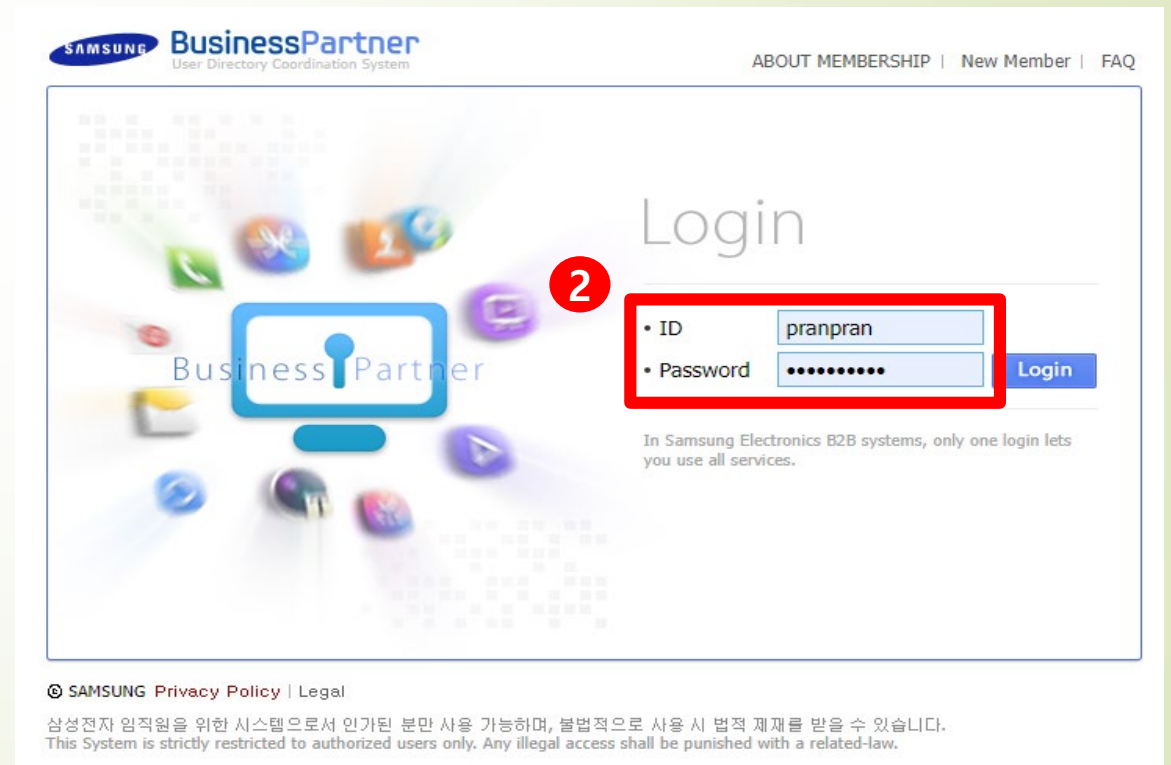 SAMSUNG BusinessPartner
User Directory Coordination System
ABOUT MEMBERSHIP | New Member | FAQ
Login
2
• ID pranpran
• Password ••••••••••
Login
Business Partner
In Samsung Electronics B2B systems, only one login lets
you use all services.
© SAMSUNG Privacy Policy | Legal
삼성전자 임직원을 위한 시스템으로서 인가된 분만 사용 가능하며, 불법적으로 사용 시 법적 제재를 받을 수 있습니다.
This System is strictly restricted to authorized users only. Any illegal access shall be punished with a related-law.